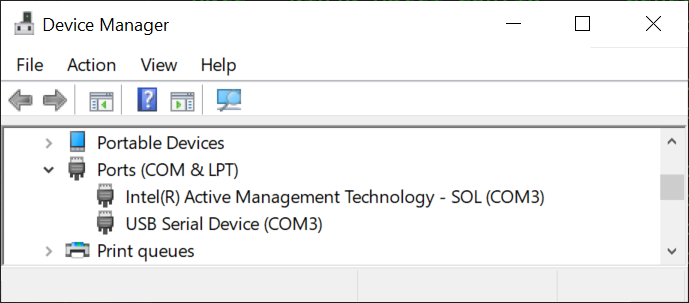 Device Manager
File Action View Help
?
Portable Devices
Ports (COM & LPT)
Intel(R) Active Management Technology - SOL (COM3)
USB Serial Device (COM3)
Print queues